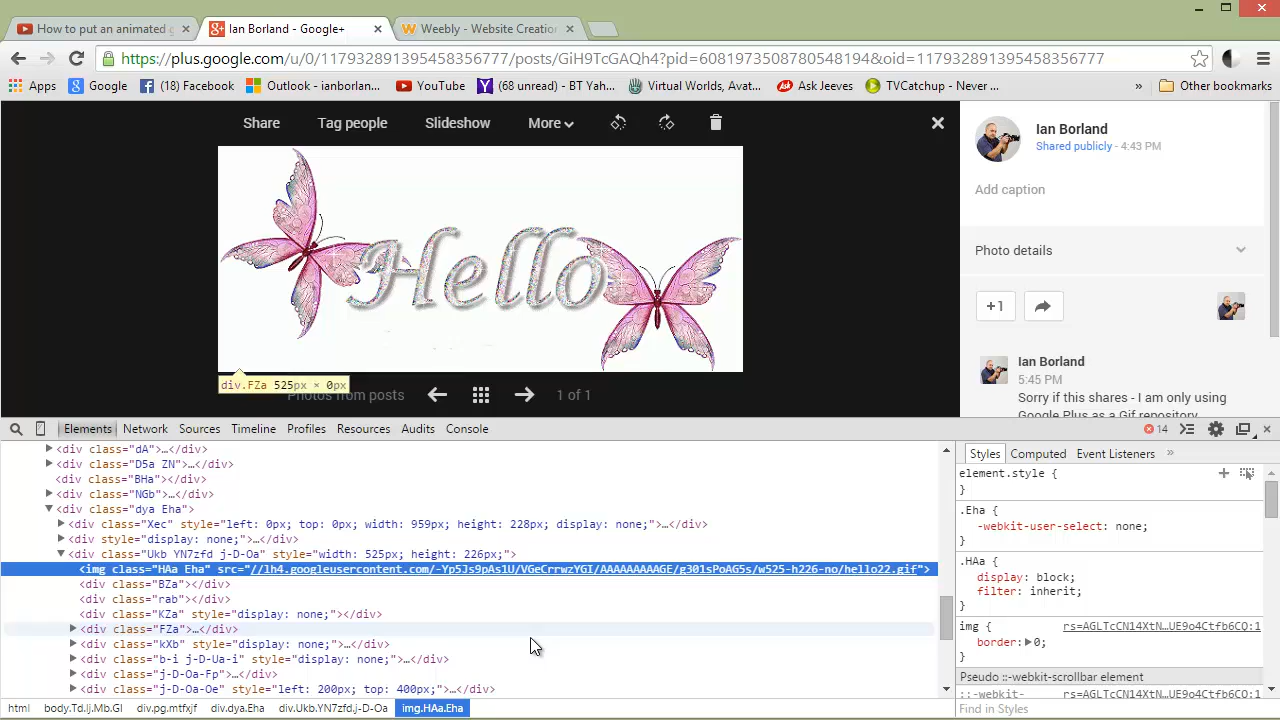 How to put an animated g
Ian Borland - Google+
Weebly - Website Creation
https://plus.google.com/u/0/117932891395458356777/posts/GiH9TcGAQh4?pid=6081973508780548194&oid=117932891395458356777
Apps
Google
(18) Facebook
Outlook - ianborlan...
YouTube
(68 unread) - BT Yah...
Virtual Words, Avat...
Ask Jeeves
TVCatchup - Never ...
»
Other bookmarks
Share
Tag people
Slideshow
More
Hello
div.FZa 525px × 0px
Photos from posts
1 of 1
Ian Borland
Shared publicly - 4:43 PM
Add caption
Photo details
+1
Ian Borland
5:45 PM
Sorry if this shares - I am only using
Google Plus as a Gif repository
Elements Network Sources Timeline Profiles Resources Audits Console
14
<div class="dA">…</div>
<div class="D5a ZN">…</div>
<div class="BHa"></div>
<div class="NGb">…</div>
<div class="dya Eha">
<div class="Xec" style="left: 0px; top: 0px; width: 959px; height: 228px; display: none;">…</div>
<div style="display: none;">…</div>
<div class="Ukb YN7zfd j-D-Oa" style="width: 525px; height: 226px;">
<img class="HAa Eha" src="//lh4.googleusercontent.com/-Yp5Js9pAs1U/VGeCrrwzYGI/AAAAAAAAAGE/g301sPoAG5s/w525-h226-no/hello22.gif">
<div class="BZa"></div>
<div class="rab"></div>
<div class="KZa" style="display: none;"></div>
<div class="FZa">…</div>
<div class="kXb" style="display: none;">…</div>
<div class="b-i j-D-Ua-i" style="display: none;">…</div>
<div class="j-D-Oa-Fp">…</div>
<div class="j-D-Oa-Oe" style="left: 200px; top: 400px;">…</div>
html body.Td.lj.Mb.Gl div.pg.mtfxjf div.dya.Eha div.Ukb.YN7zfd.j-D-Oa img.HAa.Eha
Styles Computed Event Listeners »
element.style {
}
.Eha {
-webkit-user-select: none;
}
.HAa {
display: block;
filter: inherit;
}
img { rs=AGLTcCN14XtN…UE9o4Ctfb6CQ:1
border: 0;
}
Pseudo ::-webkit-scrollbar element
::-webkit- rs=AGLTcCN14XtN…UE9o4Ctfb6CQ:1
Find in Styles